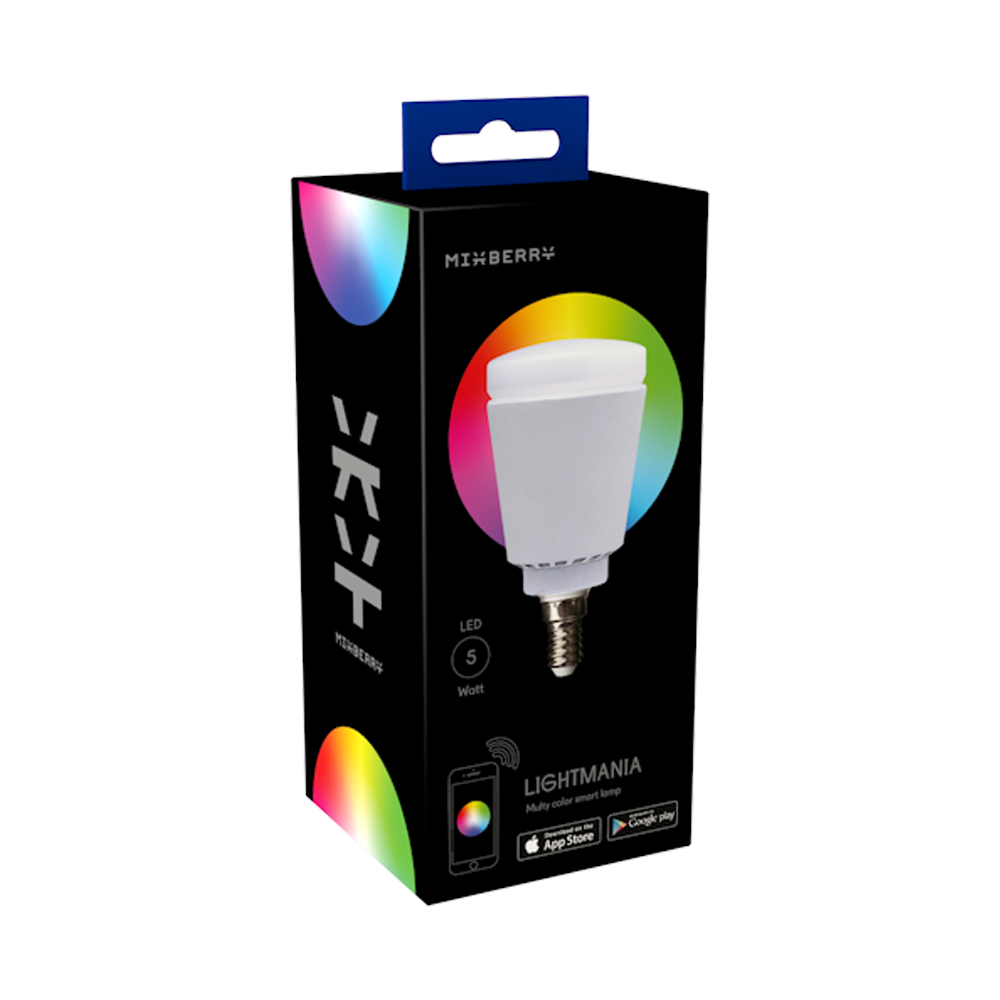 MIXBERRY
LED
5
Watt
LIGHTMANIA
Multy color smart lamp
Download on the
App Store
Google play
MIXBERRY